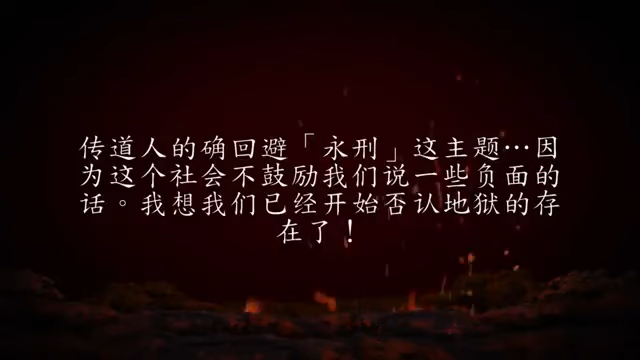 传道人的确回避「永刑」这主题…因
为这个社会不鼓励我们说一些负面的
话。我想我们已经开始否认地狱的存
在了！